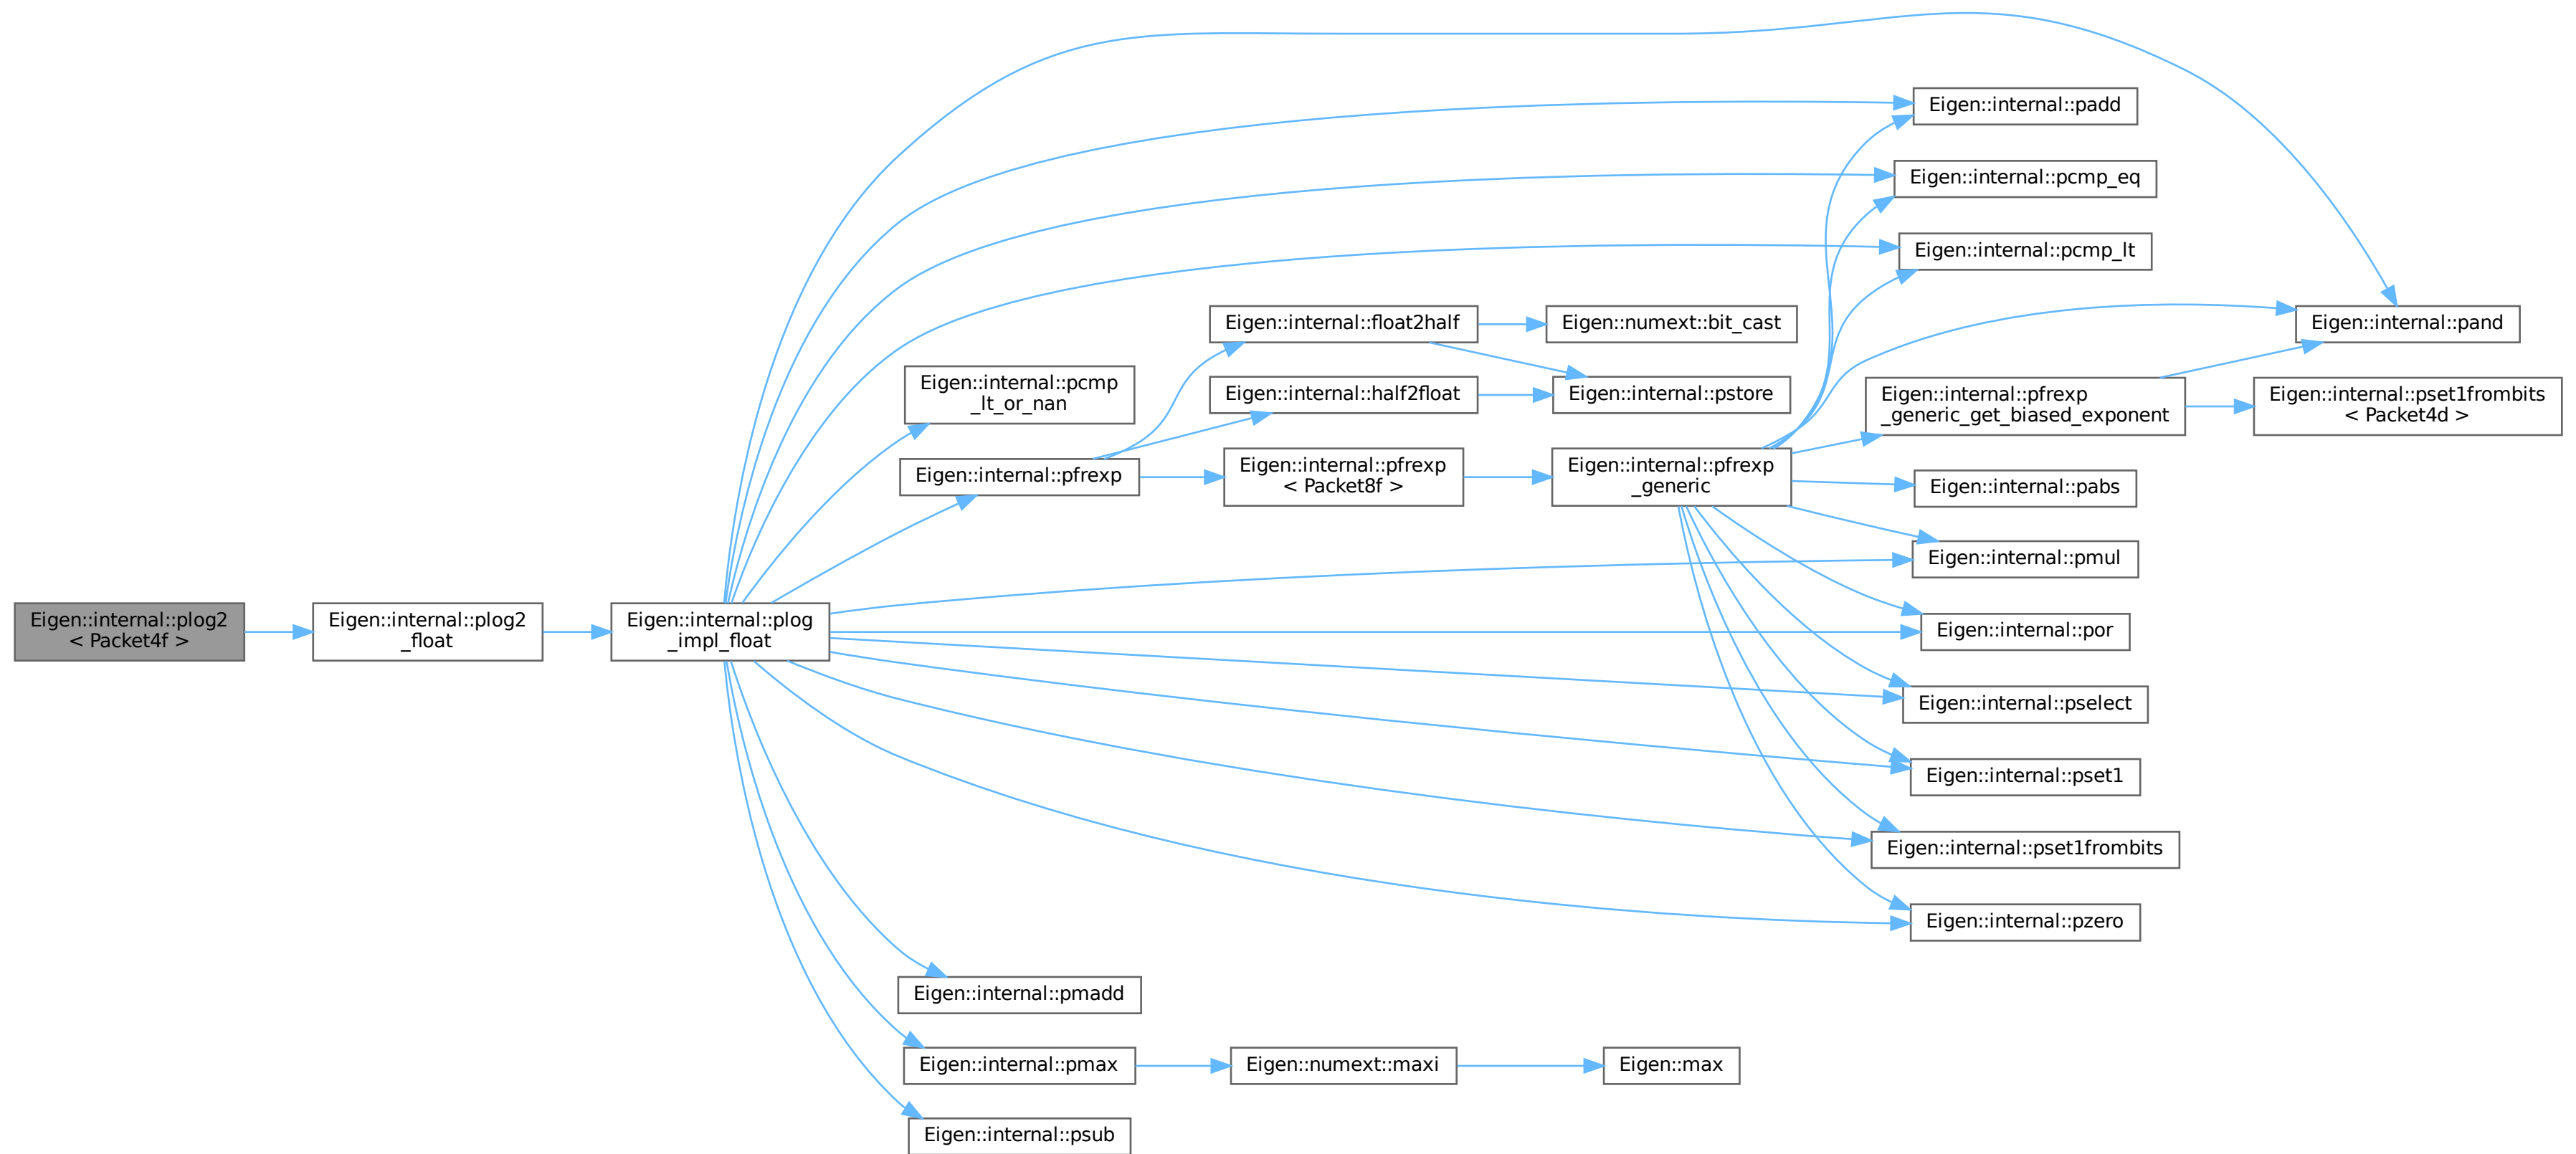 Eigen::internal::plog2
< Packet4f >
Eigen::internal::plog2
_float
Eigen::internal::plog
_impl_float
Eigen::internal::pcmp
_lt_or_nan
Eigen::internal::pfrexp
Eigen::internal::pmadd
Eigen::internal::pmax
Eigen::internal::psub
Eigen::internal::float2half
Eigen::internal::half2float
Eigen::internal::pfrexp
< Packet8f >
Eigen::numext::maxi
Eigen::numext::bit_cast
Eigen::internal::pstore
Eigen::internal::pfrexp
_generic
Eigen::max
Eigen::internal::padd
Eigen::internal::pcmp_eq
Eigen::internal::pcmp_lt
Eigen::internal::pfrexp
_generic_get_biased_exponent
Eigen::internal::pabs
Eigen::internal::pmul
Eigen::internal::por
Eigen::internal::pselect
Eigen::internal::pset1
Eigen::internal::pset1frombits
Eigen::internal::pzero
Eigen::internal::pand
Eigen::internal::pset1frombits
< Packet4d >